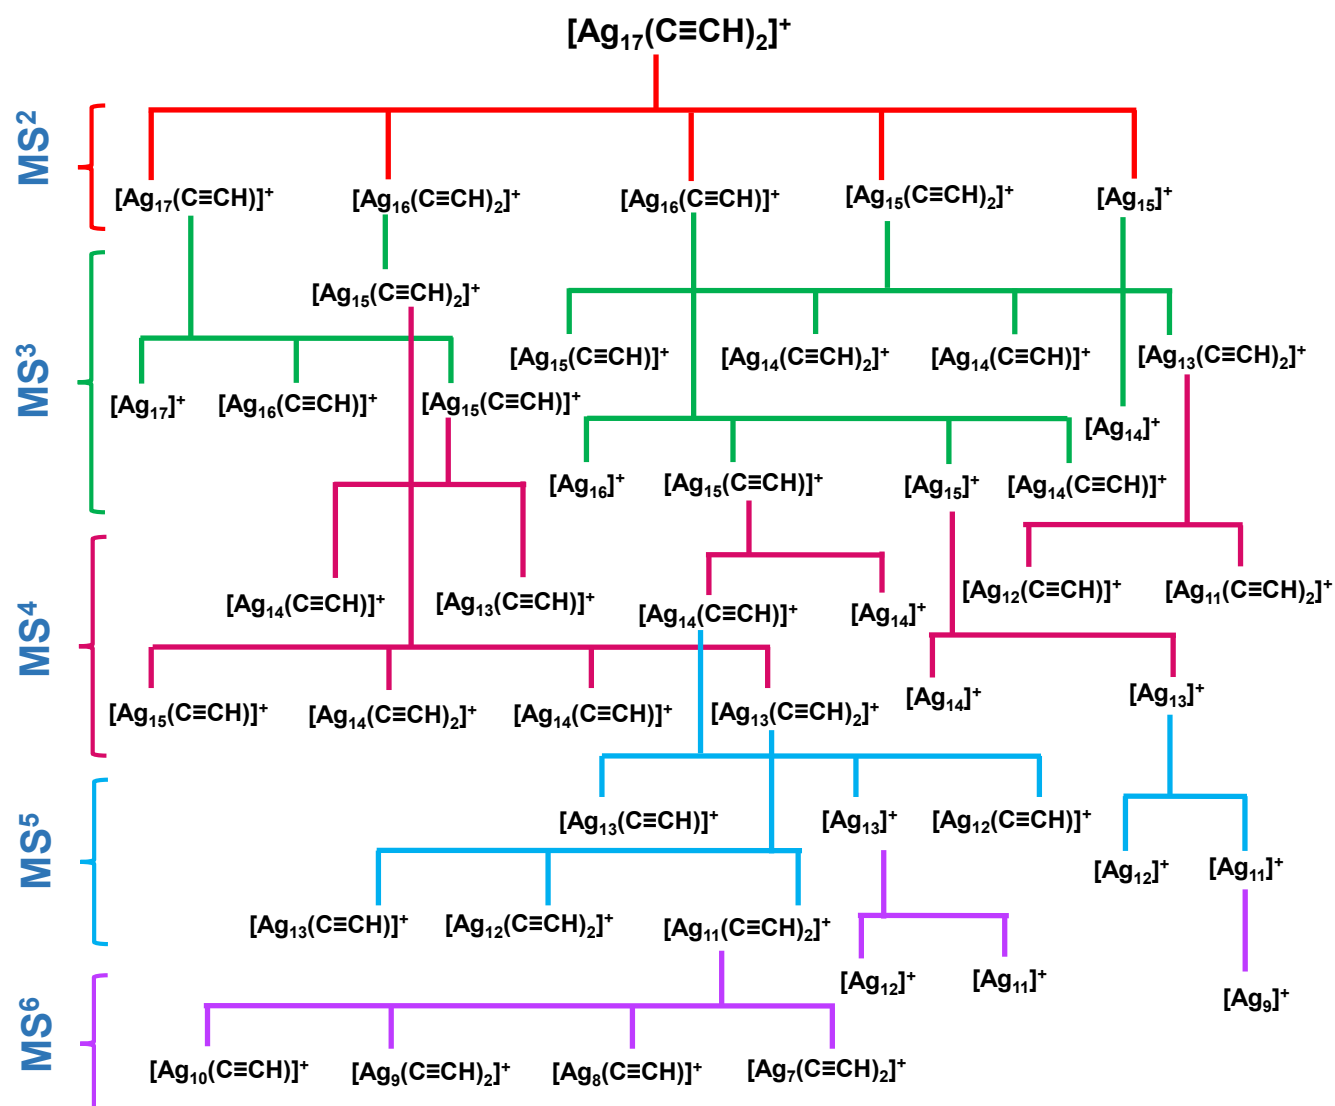 [Ag₁₇(C≡CH)₂]⁺
MS²
[Ag₁₇(C≡CH)]⁺ [Ag₁₆(C≡CH)₂]⁺ [Ag₁₆(C≡CH)]⁺ [Ag₁₅(C≡CH)₂]⁺ [Ag₁₅]⁺
MS³
[Ag₁₅(C≡CH)₂]⁺
[Ag₁₅(C≡CH)]⁺ [Ag₁₄(C≡CH)₂]⁺ [Ag₁₄(C≡CH)]⁺ [Ag₁₃(C≡CH)₂]⁺
[Ag₁₇]⁺ [Ag₁₆(C≡CH)]⁺ [Ag₁₅(C≡CH)]⁺ [Ag₁₄]⁺
[Ag₁₆]⁺ [Ag₁₅(C≡CH)]⁺ [Ag₁₅]⁺ [Ag₁₄(C≡CH)]⁺
MS⁴
[Ag₁₄(C≡CH)]⁺ [Ag₁₃(C≡CH)]⁺ [Ag₁₄(C≡CH)]⁺ [Ag₁₄]⁺ [Ag₁₂(C≡CH)]⁺ [Ag₁₁(C≡CH)₂]⁺
[Ag₁₅(C≡CH)]⁺ [Ag₁₄(C≡CH)₂]⁺ [Ag₁₄(C≡CH)]⁺ [Ag₁₃(C≡CH)₂]⁺ [Ag₁₄]⁺ [Ag₁₃]⁺
MS⁵
[Ag₁₃(C≡CH)]⁺ [Ag₁₃]⁺ [Ag₁₂(C≡CH)]⁺
[Ag₁₂]⁺ [Ag₁₁]⁺
[Ag₁₃(C≡CH)]⁺ [Ag₁₂(C≡CH)₂]⁺ [Ag₁₁(C≡CH)₂]⁺
MS⁶
[Ag₁₂]⁺ [Ag₁₁]⁺ [Ag₉]⁺
[Ag₁₀(C≡CH)]⁺ [Ag₉(C≡CH)₂]⁺ [Ag₈(C≡CH)]⁺ [Ag₇(C≡CH)₂]⁺